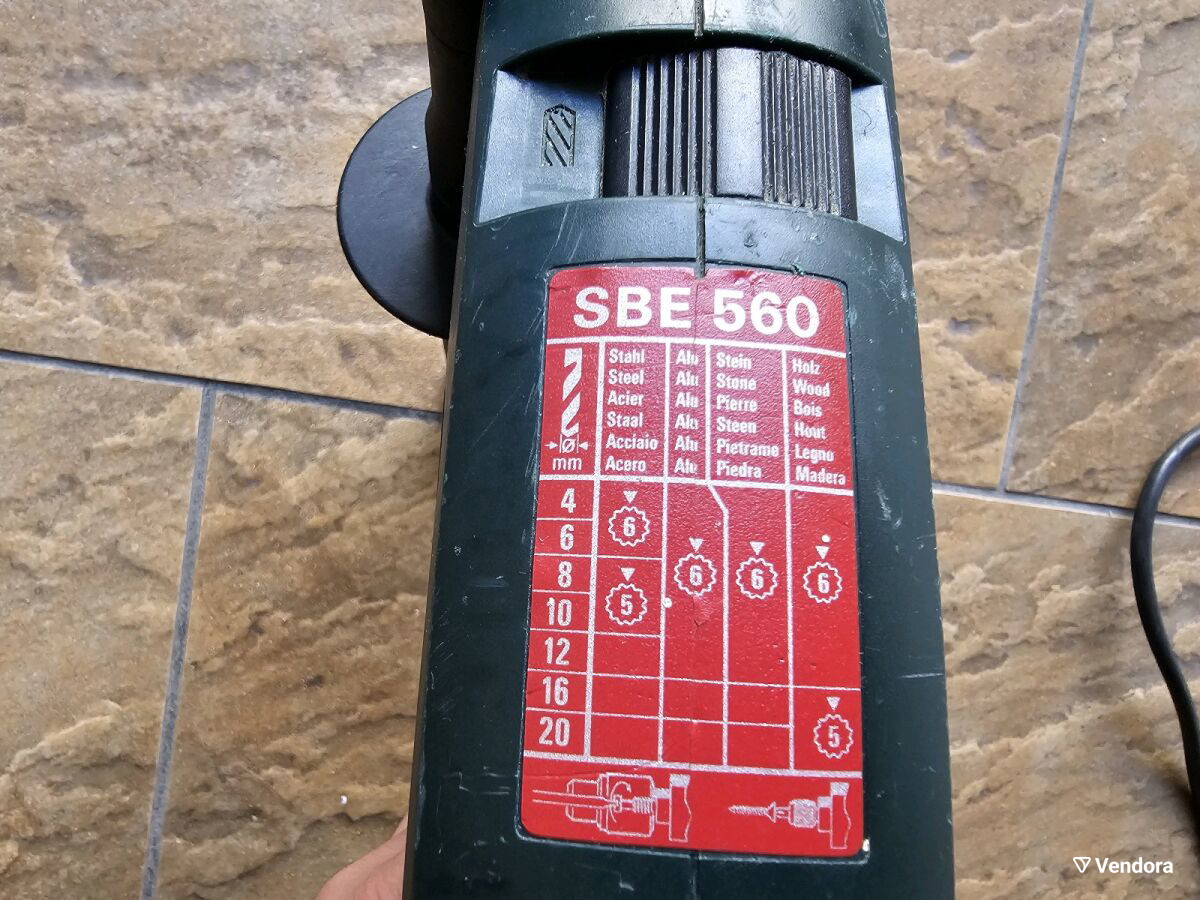 SBE 560
Stahl Alu Stein Holz
Steel Alu Stone Wood
Acier Alu Pierre Bois
Staal Alu Steen Hout
Acciaio Alu Pietrame Legno
Acero Alu Piedra Madera
Ø
mm
4
6
6
8 6 6 6
5
10
12
16
20 5
Vendora